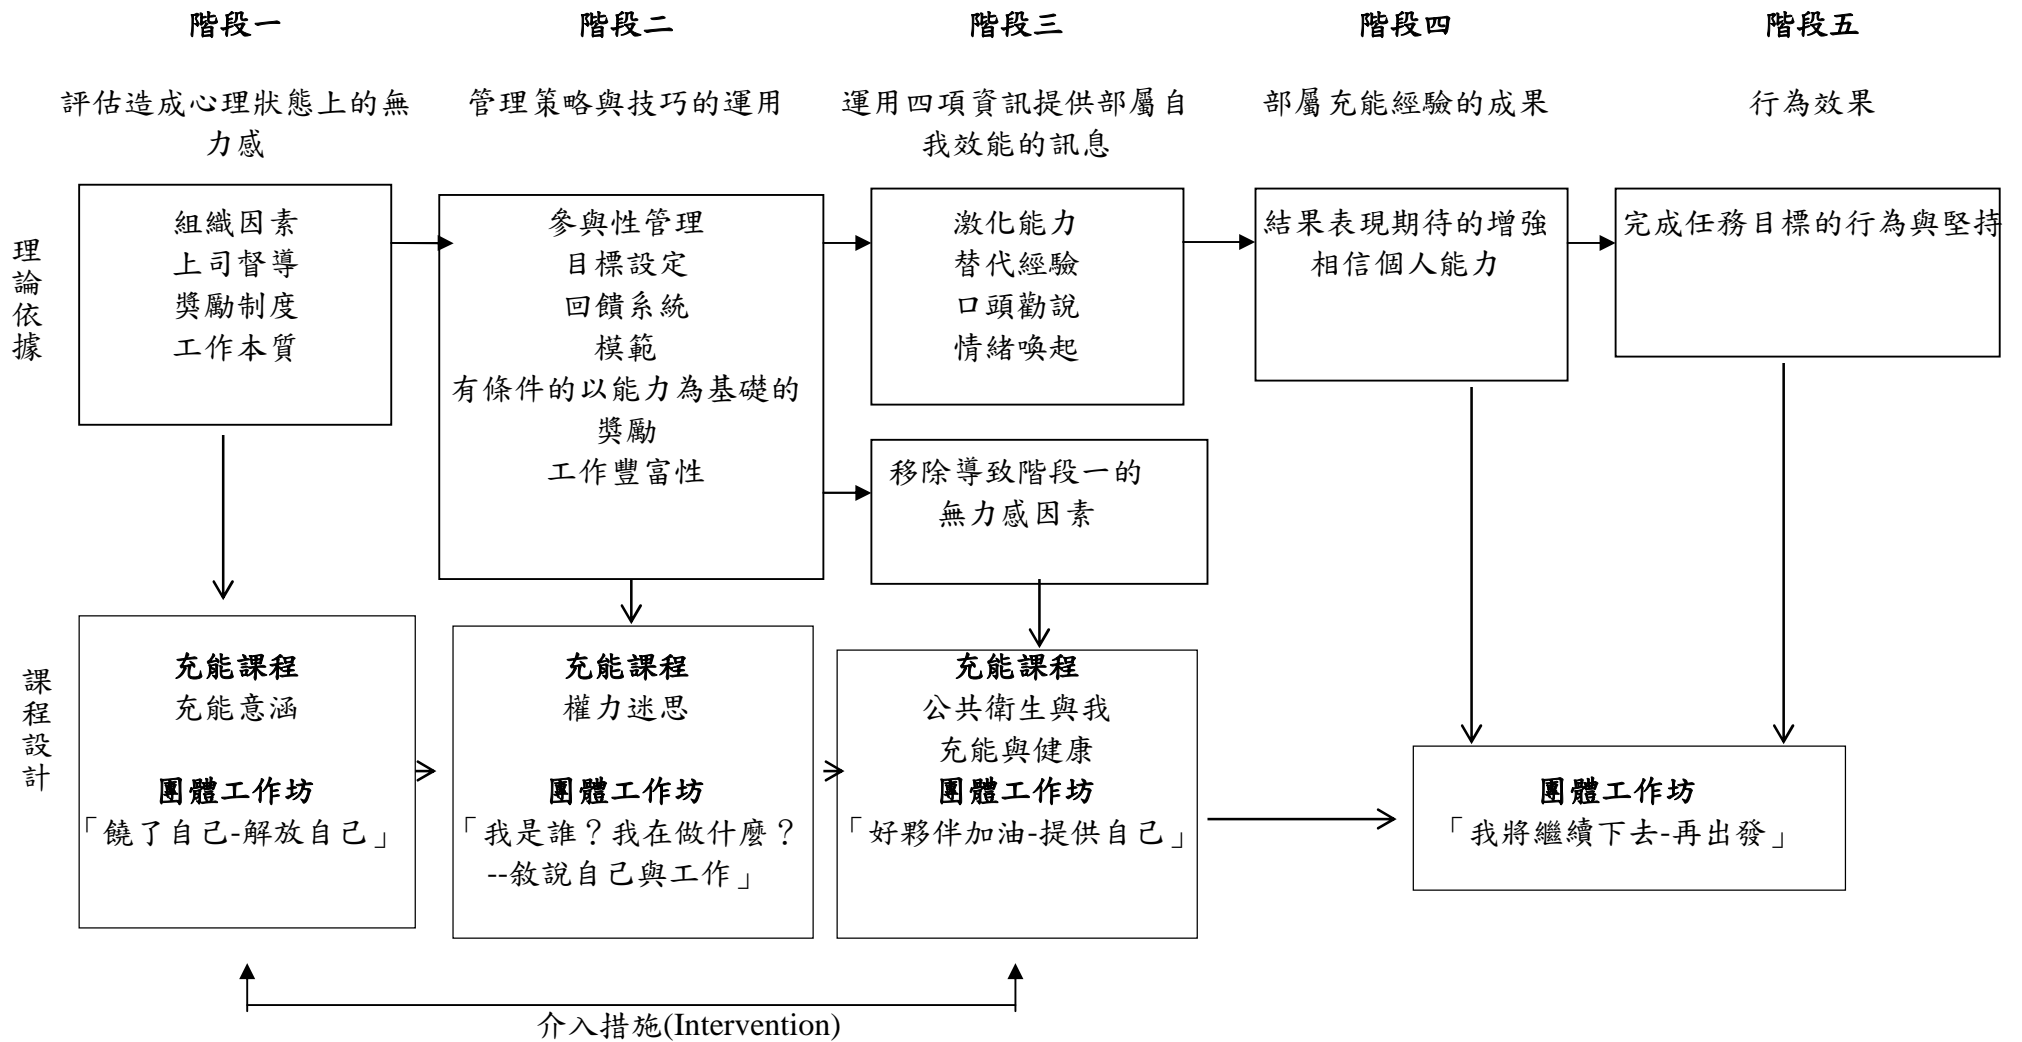 階段一
階段二
階段三
階段四
階段五
評估造成心理狀態上的無
力感
管理策略與技巧的運用
運用四項資訊提供部屬自
我效能的訊息
部屬充能經驗的成果
行為效果
理論依據
組織因素
上司督導
獎勵制度
工作本質
參與性管理
目標設定
回饋系統
模範
有條件的以能力為基礎的
獎勵
工作豐富性
激化能力
替代經驗
口頭勸說
情緒喚起
移除導致階段一的
無力感因素
結果表現期待的增強
相信個人能力
完成任務目標的行為與堅持
課程設計
充能課程
充能意涵
團體工作坊
「饒了自己-解放自己」
充能課程
權力迷思
團體工作坊
「我是誰？我在做什麼？
--敘說自己與工作」
充能課程
公共衛生與我
充能與健康
團體工作坊
「好夥伴加油-提供自己」
團體工作坊
「我將繼續下去-再出發」
介入措施(Intervention)